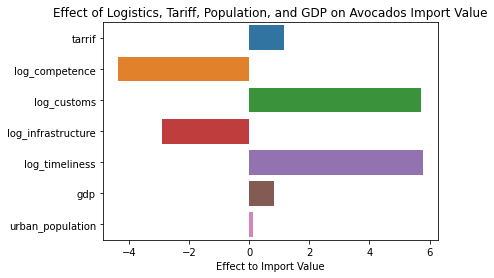 Effect of Logistics, Tariff, Population, and GDP on Avocados Import Value
tarrif
log_competence
log_customs
log_infrastructure
log_timeliness
gdp
urban_population
−4 −2 0 2 4 6
Effect to Import Value